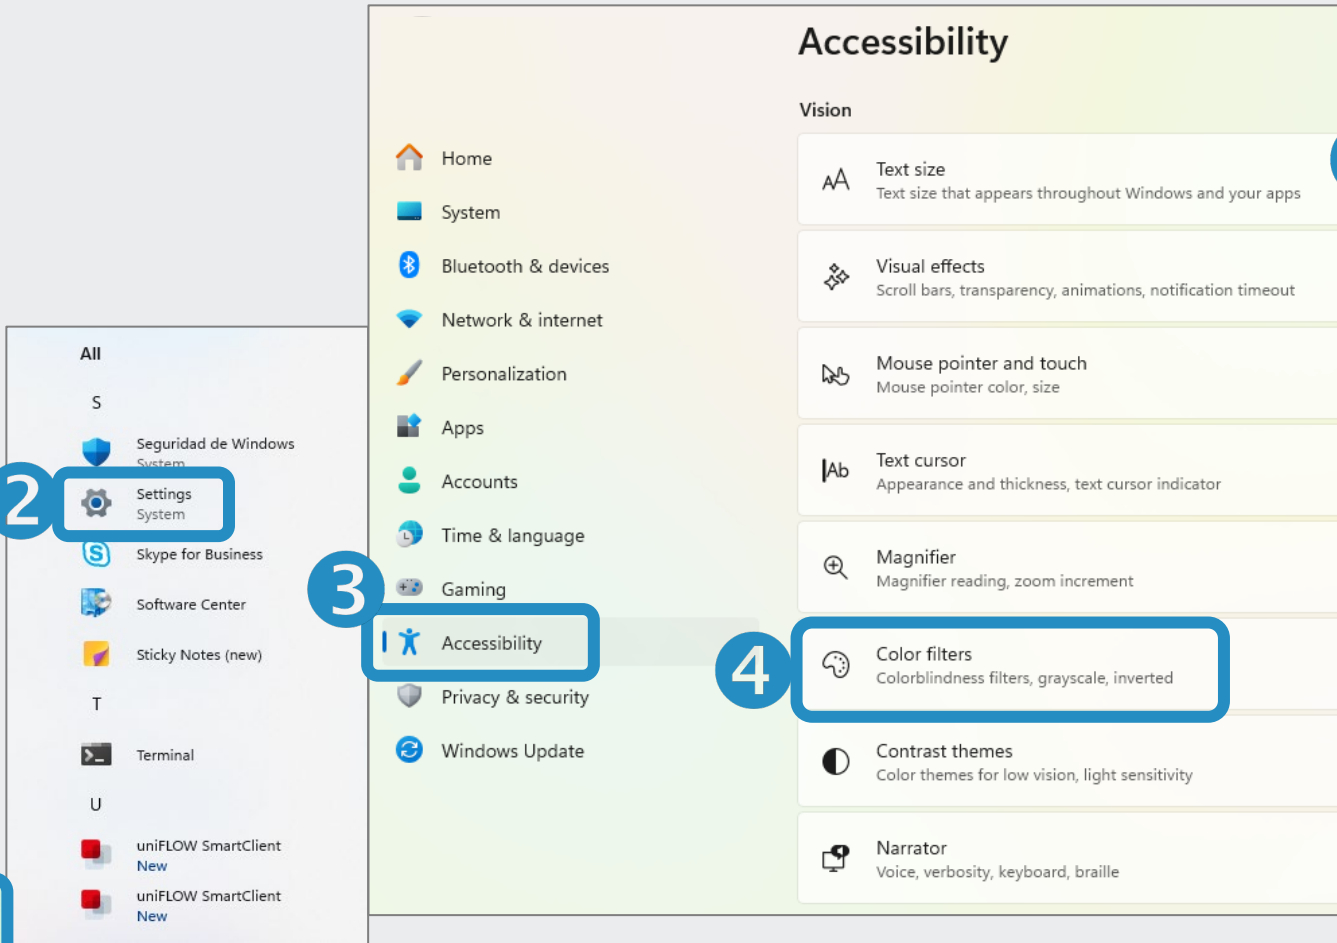 All
S
Seguridad de Windows
System
2
Settings
System
Skype for Business
Software Center
Sticky Notes (new)
T
Terminal
U
uniFLOW SmartClient
New
uniFLOW SmartClient
New
Home
System
Bluetooth & devices
Network & internet
Personalization
Apps
Accounts
Time & language
Gaming
3
Accessibility
Privacy & security
Windows Update
Accessibility
Vision
AA
Text size
Text size that appears throughout Windows and your apps
Visual effects
Scroll bars, transparency, animations, notification timeout
Mouse pointer and touch
Mouse pointer color, size
Ab
Text cursor
Appearance and thickness, text cursor indicator
Magnifier
Magnifier reading, zoom increment
4
Color filters
Colorblindness filters, grayscale, inverted
Contrast themes
Color themes for low vision, light sensitivity
Narrator
Voice, verbosity, keyboard, braille